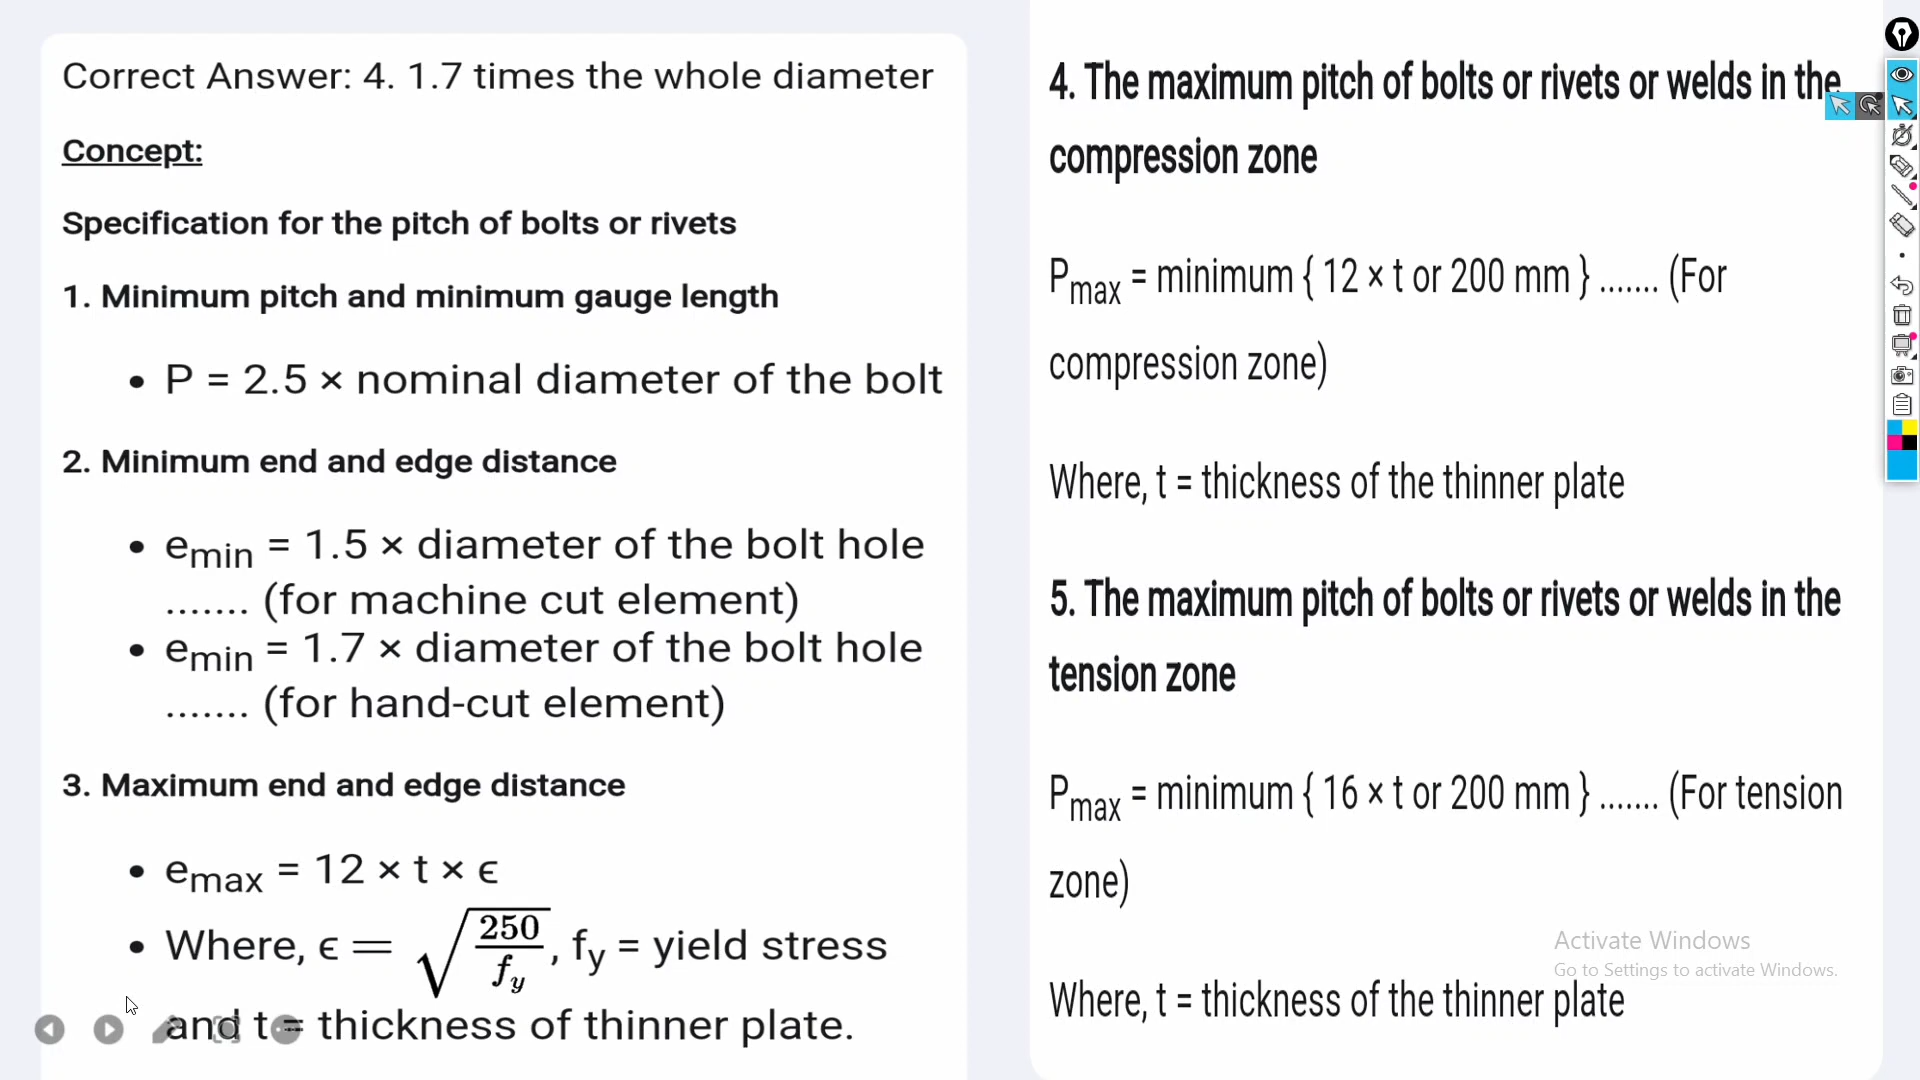 Correct Answer: 4. 1.7 times the whole diameter
Concept:
Specification for the pitch of bolts or rivets
1. Minimum pitch and minimum gauge length
• P = 2.5 × nominal diameter of the bolt
2. Minimum end and edge distance
• emin = 1.5 × diameter of the bolt hole
....... (for machine cut element)
• emin = 1.7 × diameter of the bolt hole
....... (for hand-cut element)
3. Maximum end and edge distance
• emax = 12 × t × ϵ
• Where, ϵ = √(250/fy), fy = yield stress
and t = thickness of thinner plate.
4. The maximum pitch of bolts or rivets or welds in the
compression zone
Pmax = minimum { 12 × t or 200 mm } ....... (For
compression zone)
Where, t = thickness of the thinner plate
5. The maximum pitch of bolts or rivets or welds in the
tension zone
Pmax = minimum { 16 × t or 200 mm } ....... (For tension
zone)
Where, t = thickness of the thinner plate
Activate Windows
Go to Settings to activate Windows.